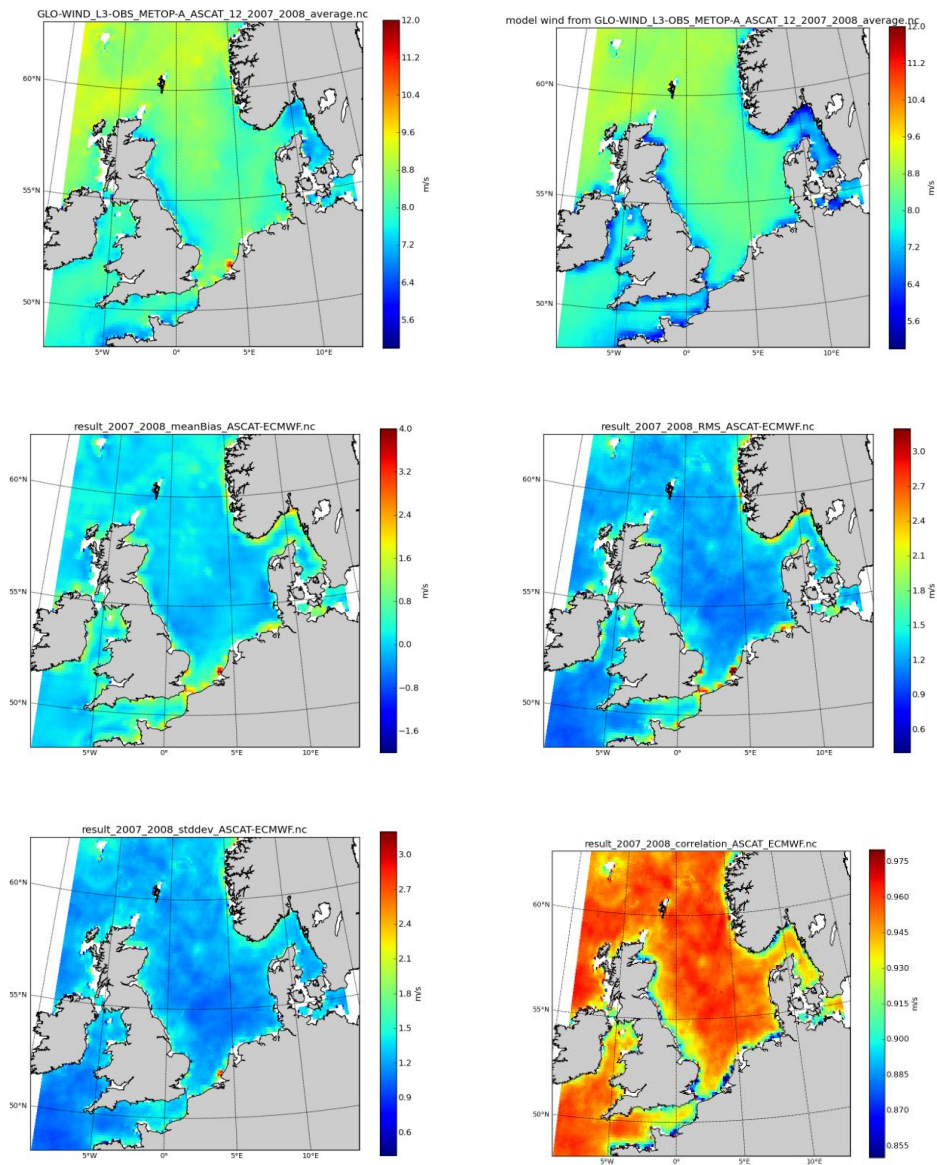 GLO-WIND_L3-OBS_METOP-A_ASCAT_12_2007_2008_average.nc
60°N
55°N
50°N
5°W
0°
5°E
10°E
12.0
11.2
10.4
9.6
8.8
8.0
7.2
6.4
5.6
m/s
model wind from GLO-WIND_L3-OBS_METOP-A_ASCAT_12_2007_2008_average.nc
60°N
55°N
50°N
5°W
0°
5°E
10°E
12.0
11.2
10.4
9.6
8.8
8.0
7.2
6.4
5.6
m/s
result_2007_2008_meanBias_ASCAT-ECMWF.nc
60°N
55°N
50°N
5°W
0°
5°E
10°E
4.0
3.2
2.4
1.6
0.8
0.0
−0.8
−1.6
m/s
result_2007_2008_RMS_ASCAT-ECMWF.nc
60°N
55°N
50°N
5°W
0°
5°E
10°E
3.0
2.7
2.4
2.1
1.8
1.5
1.2
0.9
0.6
m/s
result_2007_2008_stddev_ASCAT-ECMWF.nc
60°N
55°N
50°N
5°W
0°
5°E
10°E
3.0
2.7
2.4
2.1
1.8
1.5
1.2
0.9
0.6
m/s
result_2007_2008_correlation_ASCAT_ECMWF.nc
60°N
55°N
50°N
5°W
0°
5°E
10°E
0.975
0.960
0.945
0.930
0.915
0.900
0.885
0.870
0.855
m/s